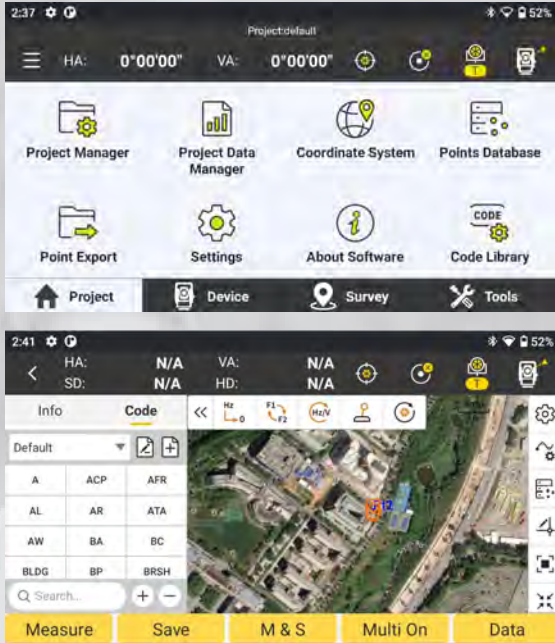 2:37 52%
Project:default
HA: 0°00'00" VA: 0°00'00" T
Project Manager Project Data Manager Coordinate System Points Database
CODE
Point Export Settings About Software Code Library
Project Device Survey Tools
2:41 52%
HA: N/A VA: N/A
SD: N/A HD: N/A T
Info Code Hz 0 F1 F2 Hz/V
Default
A ACP AFR
AL AR ATA
12
AW BA BC
BLDG BP BRSH
Search... + −
Measure Save M & S Multi On Data